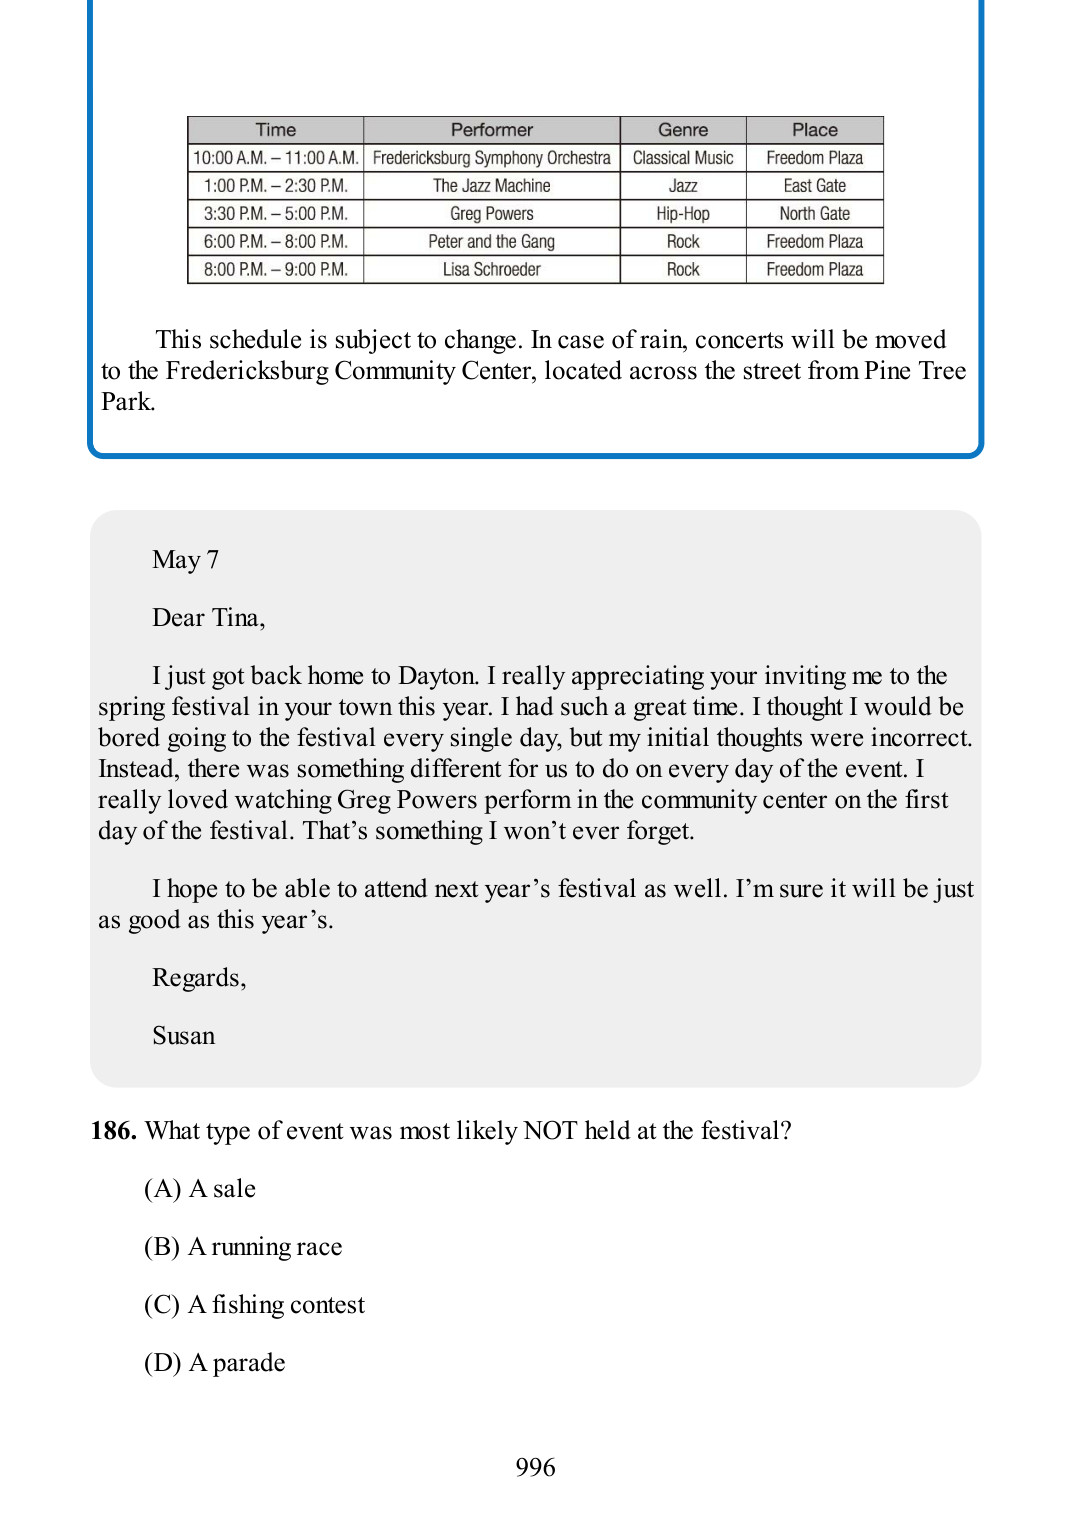 Time Performer Genre Place
10:00 A.M. – 11:00 A.M. Fredericksburg Symphony Orchestra Classical Music Freedom Plaza
1:00 P.M. – 2:30 P.M. The Jazz Machine Jazz East Gate
3:30 P.M. – 5:00 P.M. Greg Powers Hip-Hop North Gate
6:00 P.M. – 8:00 P.M. Peter and the Gang Rock Freedom Plaza
8:00 P.M. – 9:00 P.M. Lisa Schroeder Rock Freedom Plaza
This schedule is subject to change. In case of rain, concerts will be moved
to the Fredericksburg Community Center, located across the street from Pine Tree
Park.
May 7
Dear Tina,
I just got back home to Dayton. I really appreciating your inviting me to the
spring festival in your town this year. I had such a great time. I thought I would be
bored going to the festival every single day, but my initial thoughts were incorrect.
Instead, there was something different for us to do on every day of the event. I
really loved watching Greg Powers perform in the community center on the first
day of the festival. That’s something I won’t ever forget.
I hope to be able to attend next year’s festival as well. I’m sure it will be just
as good as this year’s.
Regards,
Susan
186. What type of event was most likely NOT held at the festival?
(A) A sale
(B) A running race
(C) A fishing contest
(D) A parade
996